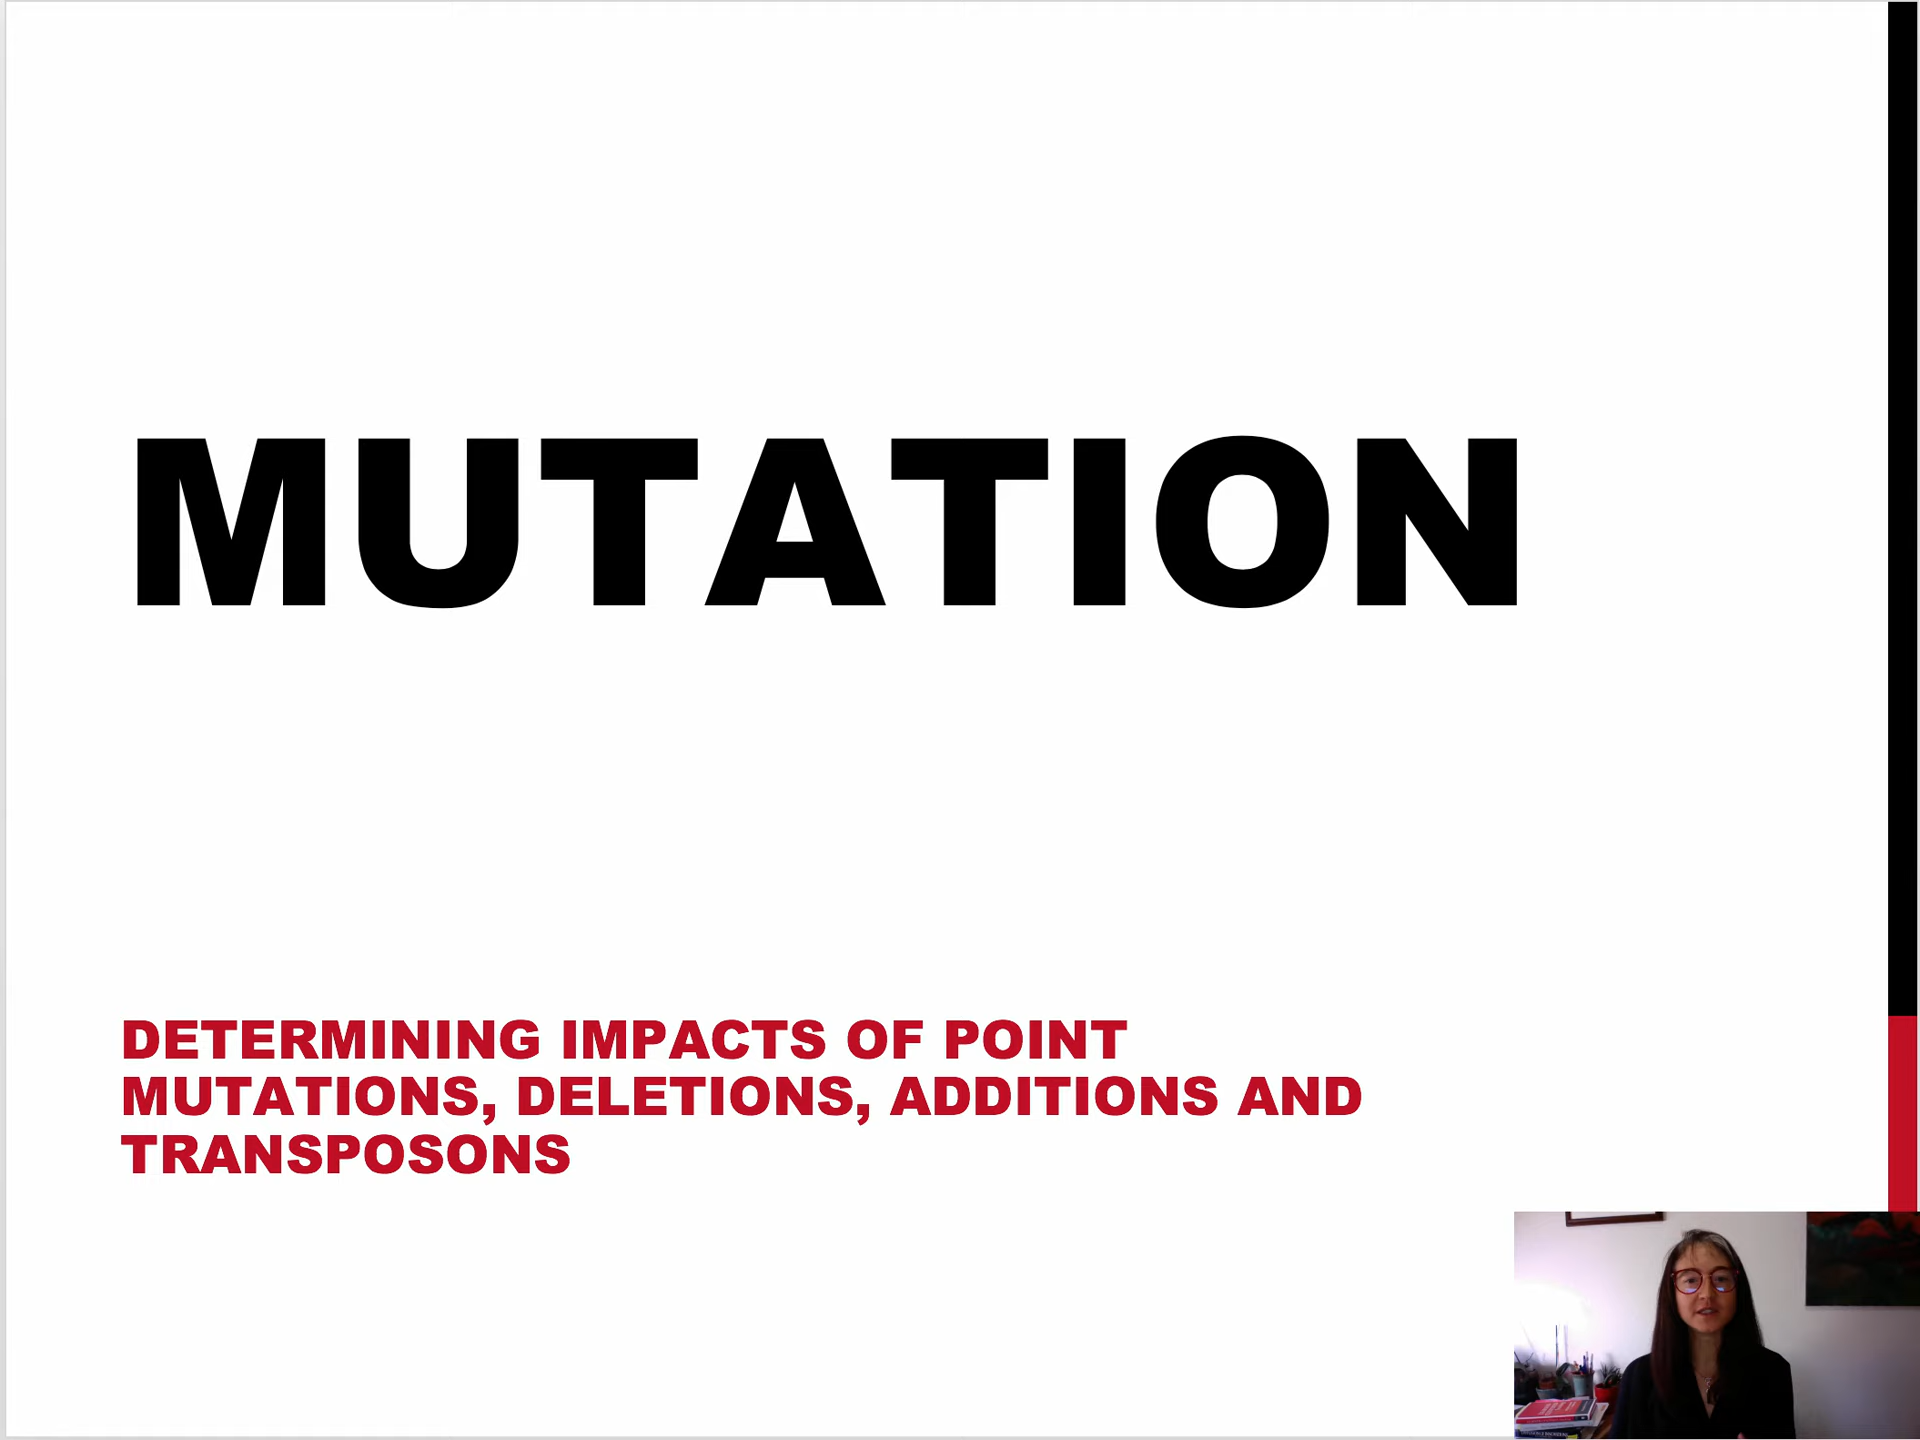 MUTATION
DETERMINING IMPACTS OF POINT
MUTATIONS, DELETIONS, ADDITIONS AND
TRANSPOSONS